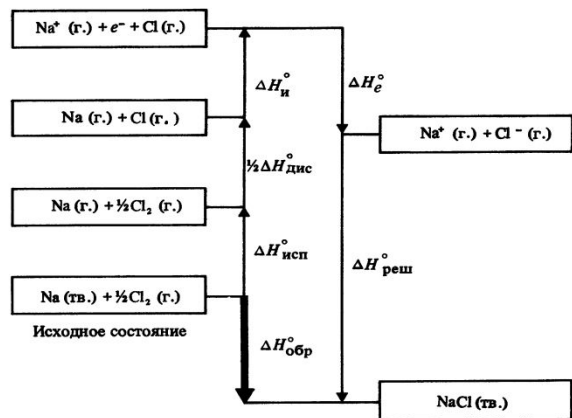 Na⁺ (г.) + e⁻ + Cl (г.)
ΔH°и
ΔH°e
Na (г.) + Cl (г.)
Na⁺ (г.) + Cl⁻ (г.)
½ΔH°дис
Na (г.) + ½Cl₂ (г.)
ΔH°исп
ΔH°реш
Na (тв.) + ½Cl₂ (г.)
Исходное состояние
ΔH°обр
NaCl (тв.)